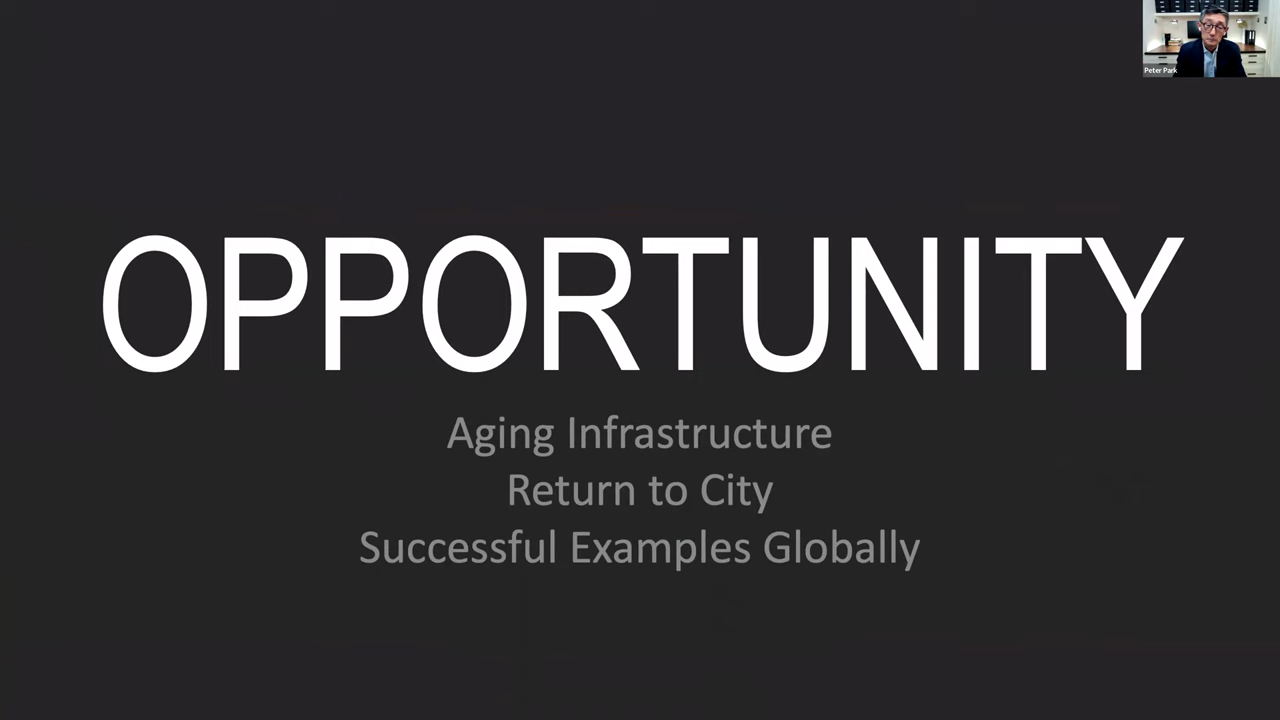 Peter Park
OPPORTUNITY
Aging Infrastructure
Return to City
Successful Examples Globally